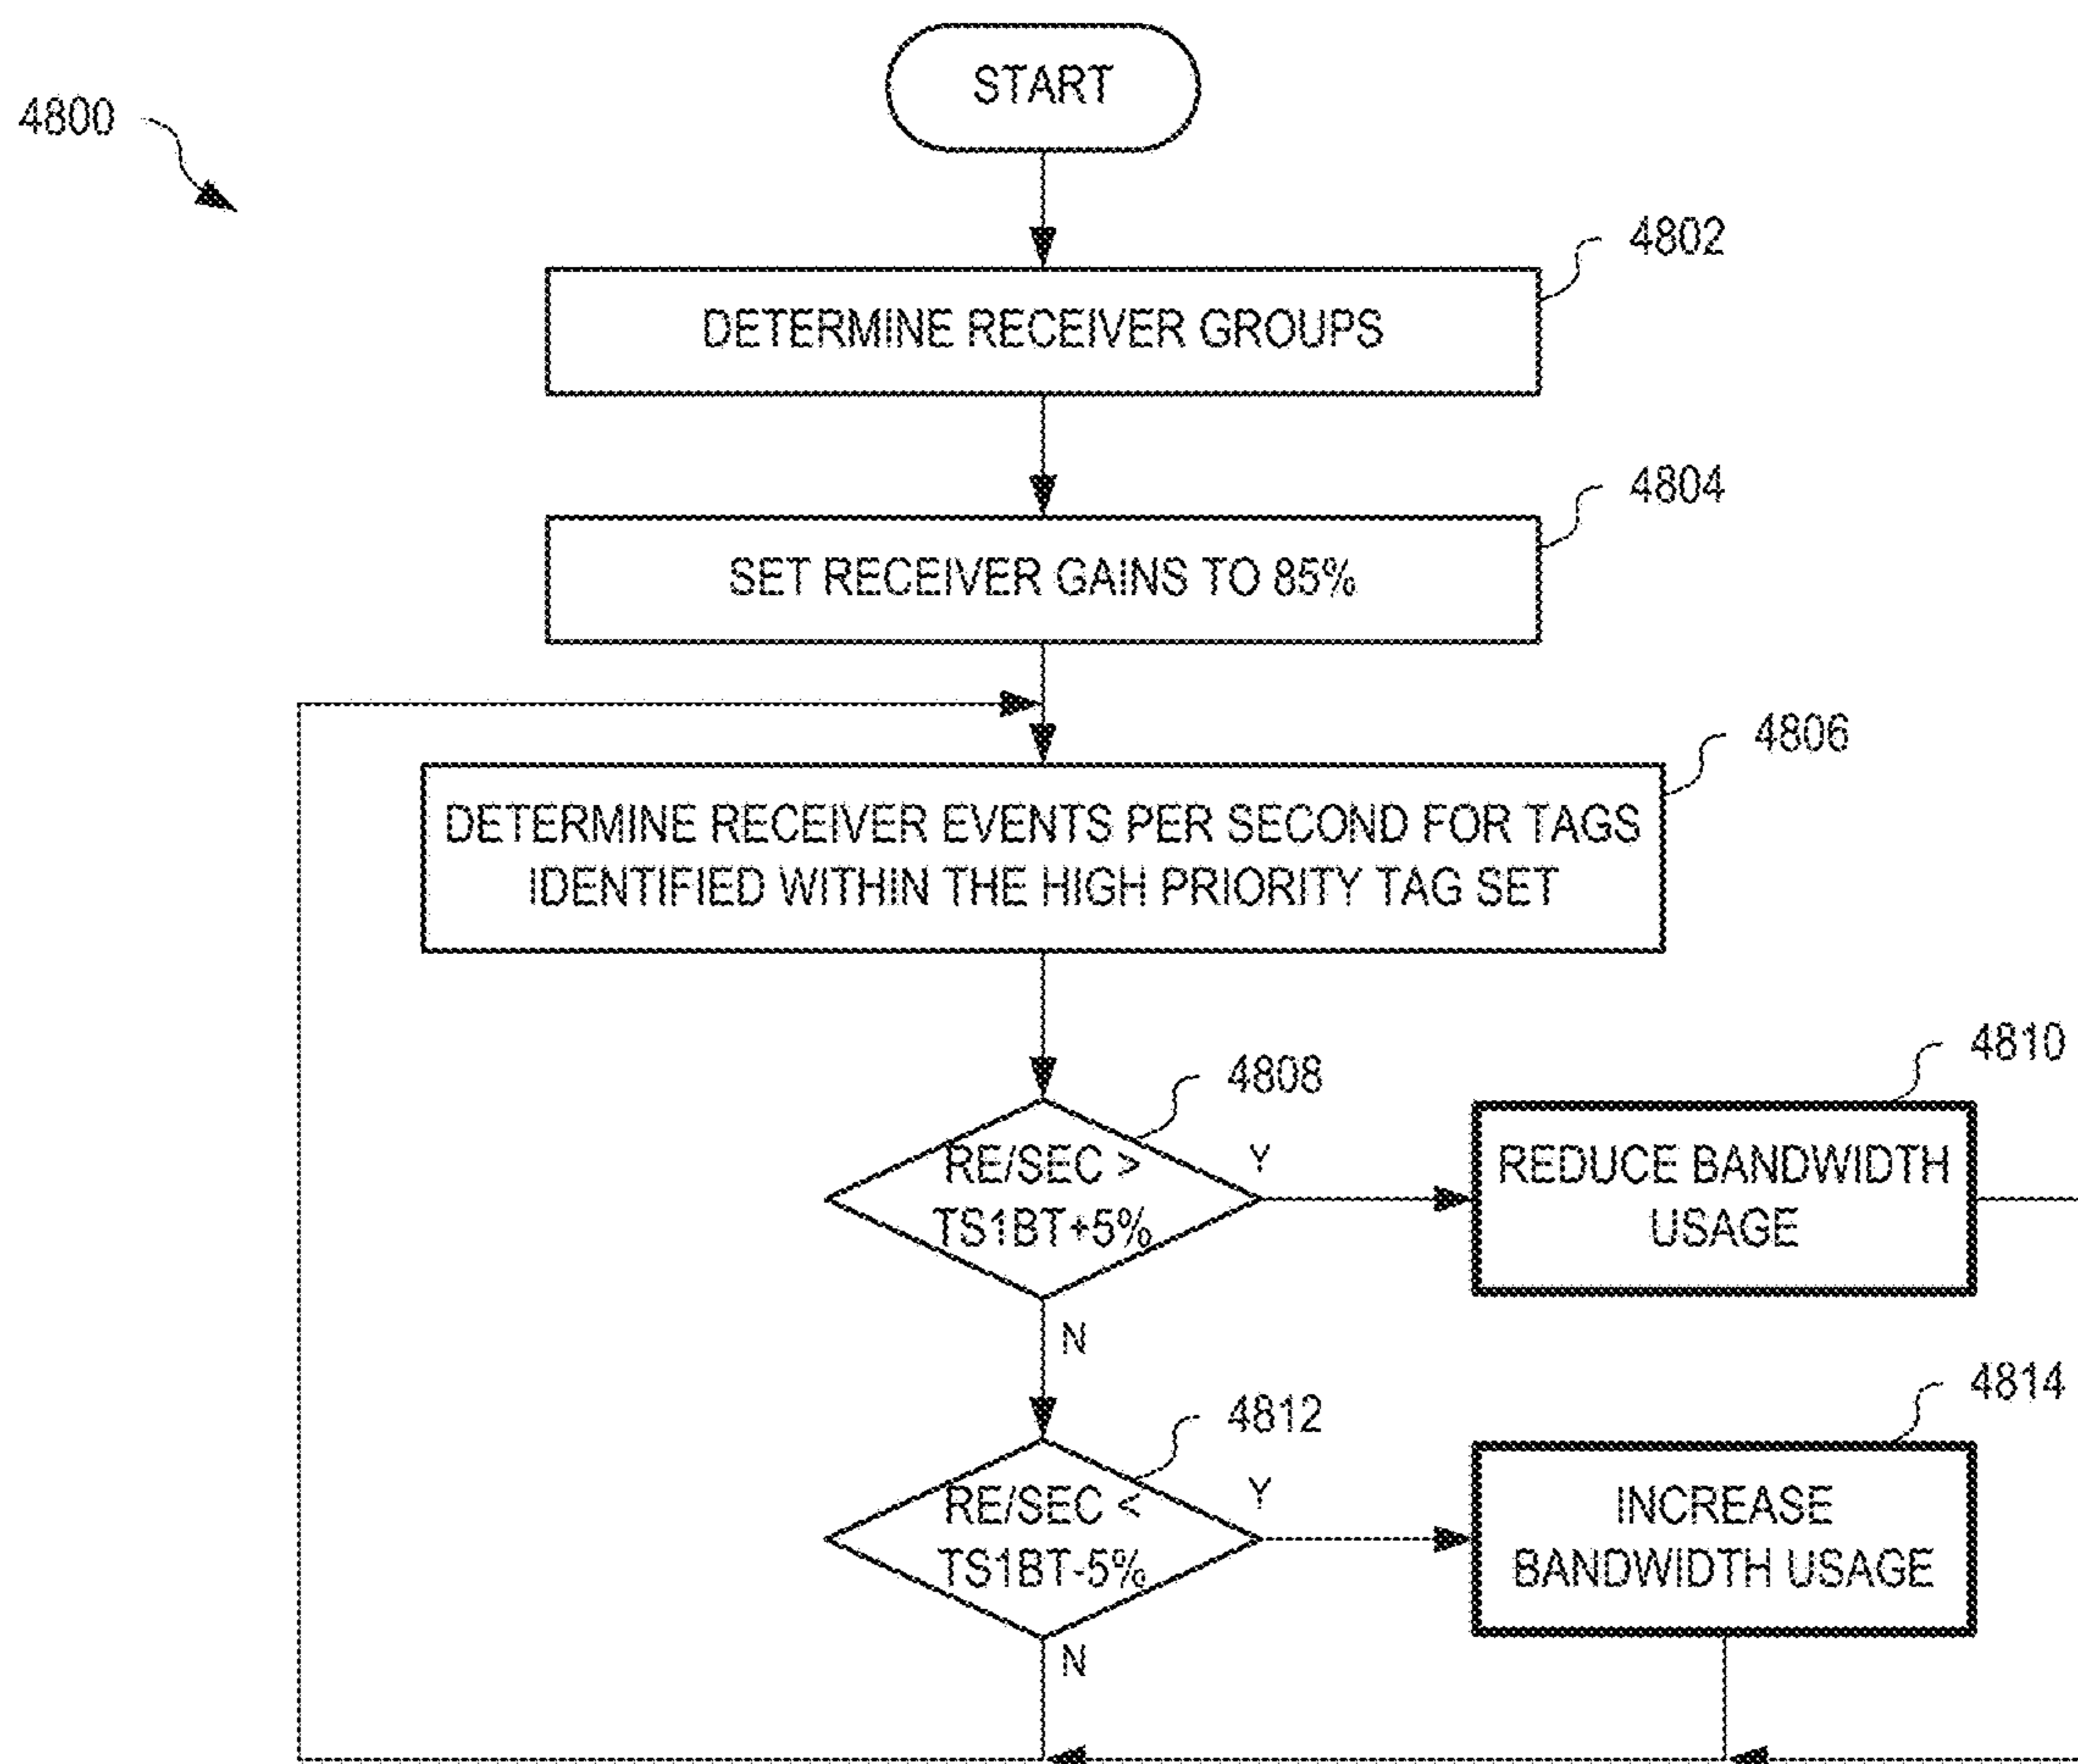 START
4800
4802
DETERMINE RECEIVER GROUPS
4804
SET RECEIVER GAINS TO 85%
4806
DETERMINE RECEIVER EVENTS PER SECOND FOR TAGS
IDENTIFIED WITHIN THE HIGH PRIORITY TAG SET
4808
RE/SEC >
TS1BT+5%
Y
4810
REDUCE BANDWIDTH
USAGE
N
4812
RE/SEC <
TS1BT-5%
Y
4814
INCREASE
BANDWIDTH USAGE
N